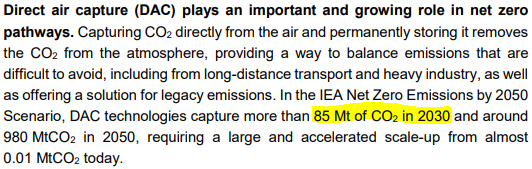 Direct air capture (DAC) plays an important and growing role in net zero
pathways. Capturing CO₂ directly from the air and permanently storing it removes
the CO₂ from the atmosphere, providing a way to balance emissions that are
difficult to avoid, including from long-distance transport and heavy industry, as well
as offering a solution for legacy emissions. In the IEA Net Zero Emissions by 2050
Scenario, DAC technologies capture more than 85 Mt of CO₂ in 2030 and around
980 MtCO₂ in 2050, requiring a large and accelerated scale-up from almost
0.01 MtCO₂ today.